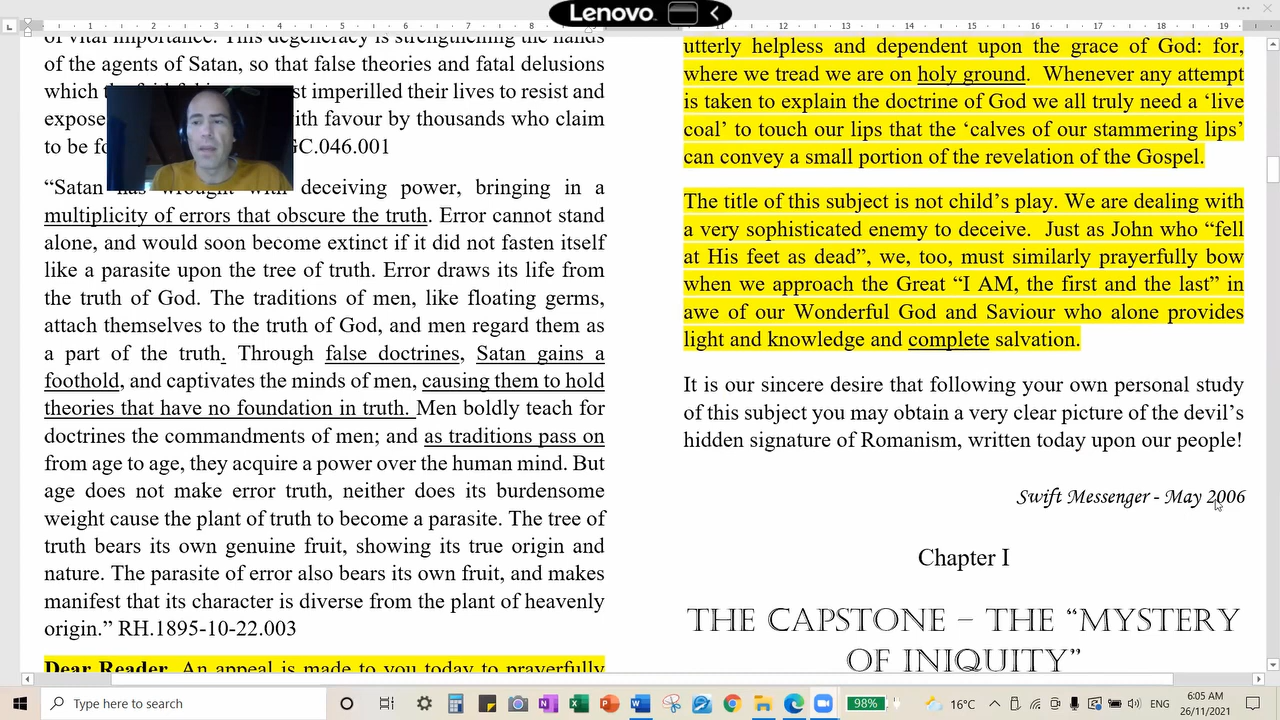 Lenovo
of vital importance. This degeneracy is strengthening the hands
of the agents of Satan, so that false theories and fatal delusions
which st imperilled their lives to resist and
expose ith favour by thousands who claim
to be fo GC.046.001
“Satan has wrought with deceiving power, bringing in a
multiplicity of errors that obscure the truth. Error cannot stand
alone, and would soon become extinct if it did not fasten itself
like a parasite upon the tree of truth. Error draws its life from
the truth of God. The traditions of men, like floating germs,
attach themselves to the truth of God, and men regard them as
a part of the truth. Through false doctrines, Satan gains a
foothold, and captivates the minds of men, causing them to hold
theories that have no foundation in truth. Men boldly teach for
doctrines the commandments of men; and as traditions pass on
from age to age, they acquire a power over the human mind. But
age does not make error truth, neither does its burdensome
weight cause the plant of truth to become a parasite. The tree of
truth bears its own genuine fruit, showing its true origin and
nature. The parasite of error also bears its own fruit, and makes
manifest that its character is diverse from the plant of heavenly
origin.” RH.1895-10-22.003
Dear Reader, An appeal is made to you today to prayerfully
utterly helpless and dependent upon the grace of God: for,
where we tread we are on holy ground. Whenever any attempt
is taken to explain the doctrine of God we all truly need a ‘live
coal’ to touch our lips that the ‘calves of our stammering lips’
can convey a small portion of the revelation of the Gospel.
The title of this subject is not child’s play. We are dealing with
a very sophisticated enemy to deceive. Just as John who “fell
at His feet as dead”, we, too, must similarly prayerfully bow
when we approach the Great “I AM, the first and the last” in
awe of our Wonderful God and Saviour who alone provides
light and knowledge and complete salvation.
It is our sincere desire that following your own personal study
of this subject you may obtain a very clear picture of the devil’s
hidden signature of Romanism, written today upon our people!
Swift Messenger - May 2006
Chapter I
THE CAPSTONE – THE “MYSTERY
OF INIQUITY”
Type here to search
98%
16°C
ENG
6:05 AM
26/11/2021